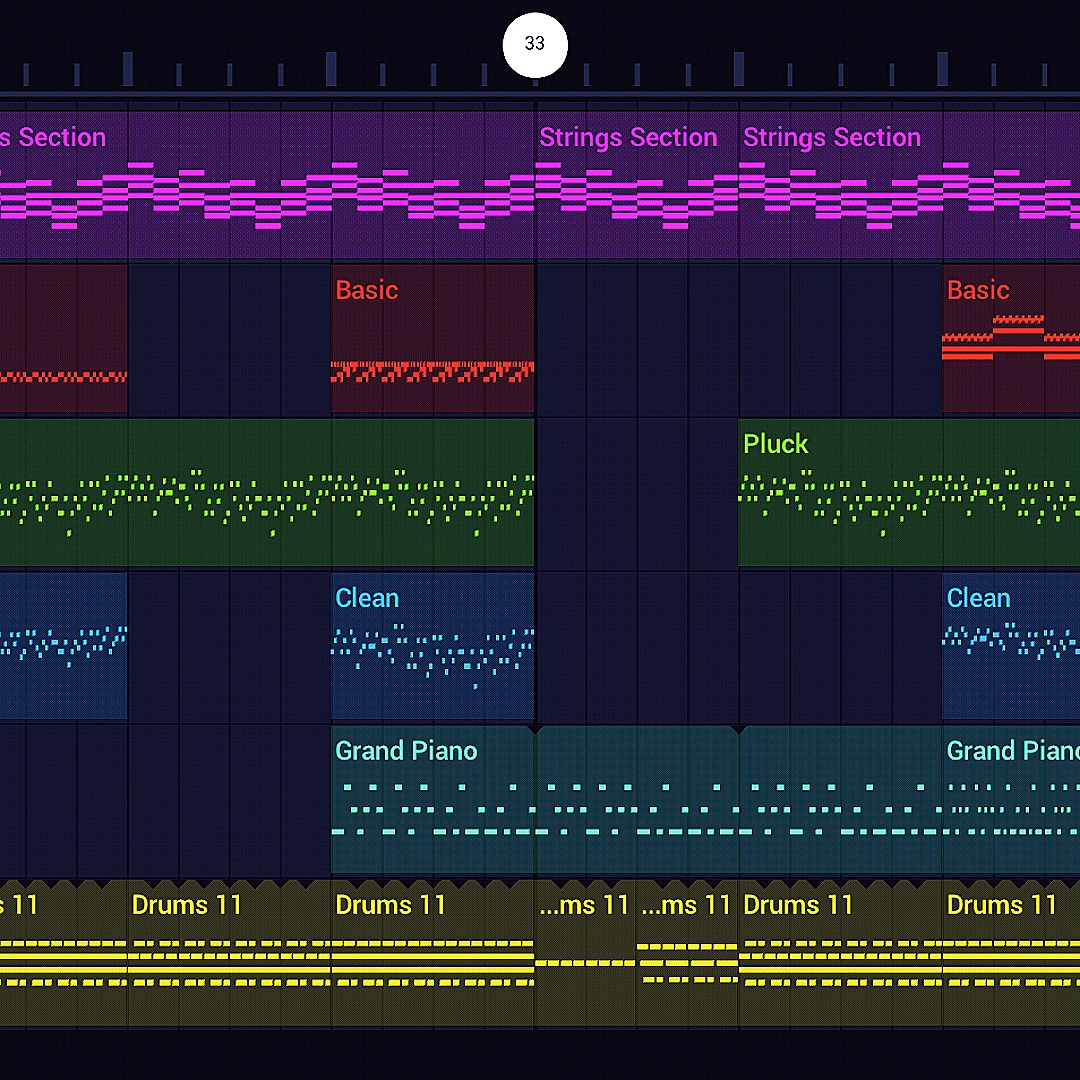 33
s Section Strings Section Strings Section
Basic Basic
Pluck
Clean Clean
Grand Piano Grand Piano
s 11 Drums 11 Drums 11 ...ms 11 ...ms 11 Drums 11 Drums 11